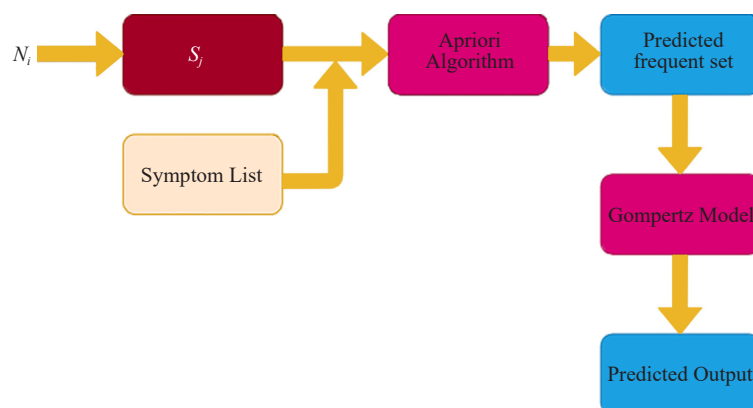 N_i
S_j
Apriori
Algorithm
Predicted
frequent set
Symptom List
Gompertz Model
Predicted Output